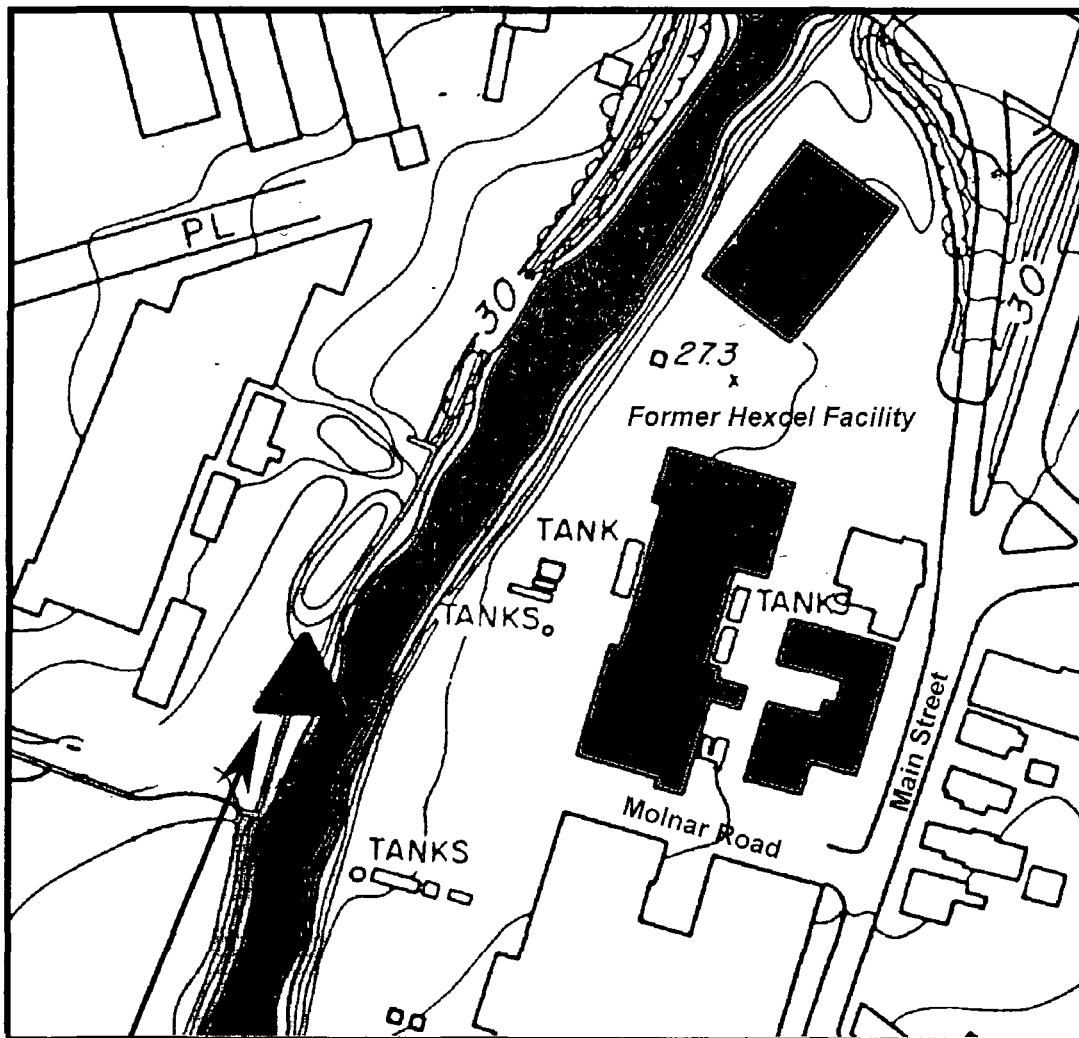 PL
30
30
27.3
x
Former Hexcel Facility
TANK
TANKS
TANKS
Main Street
Molnar Road
TANKS